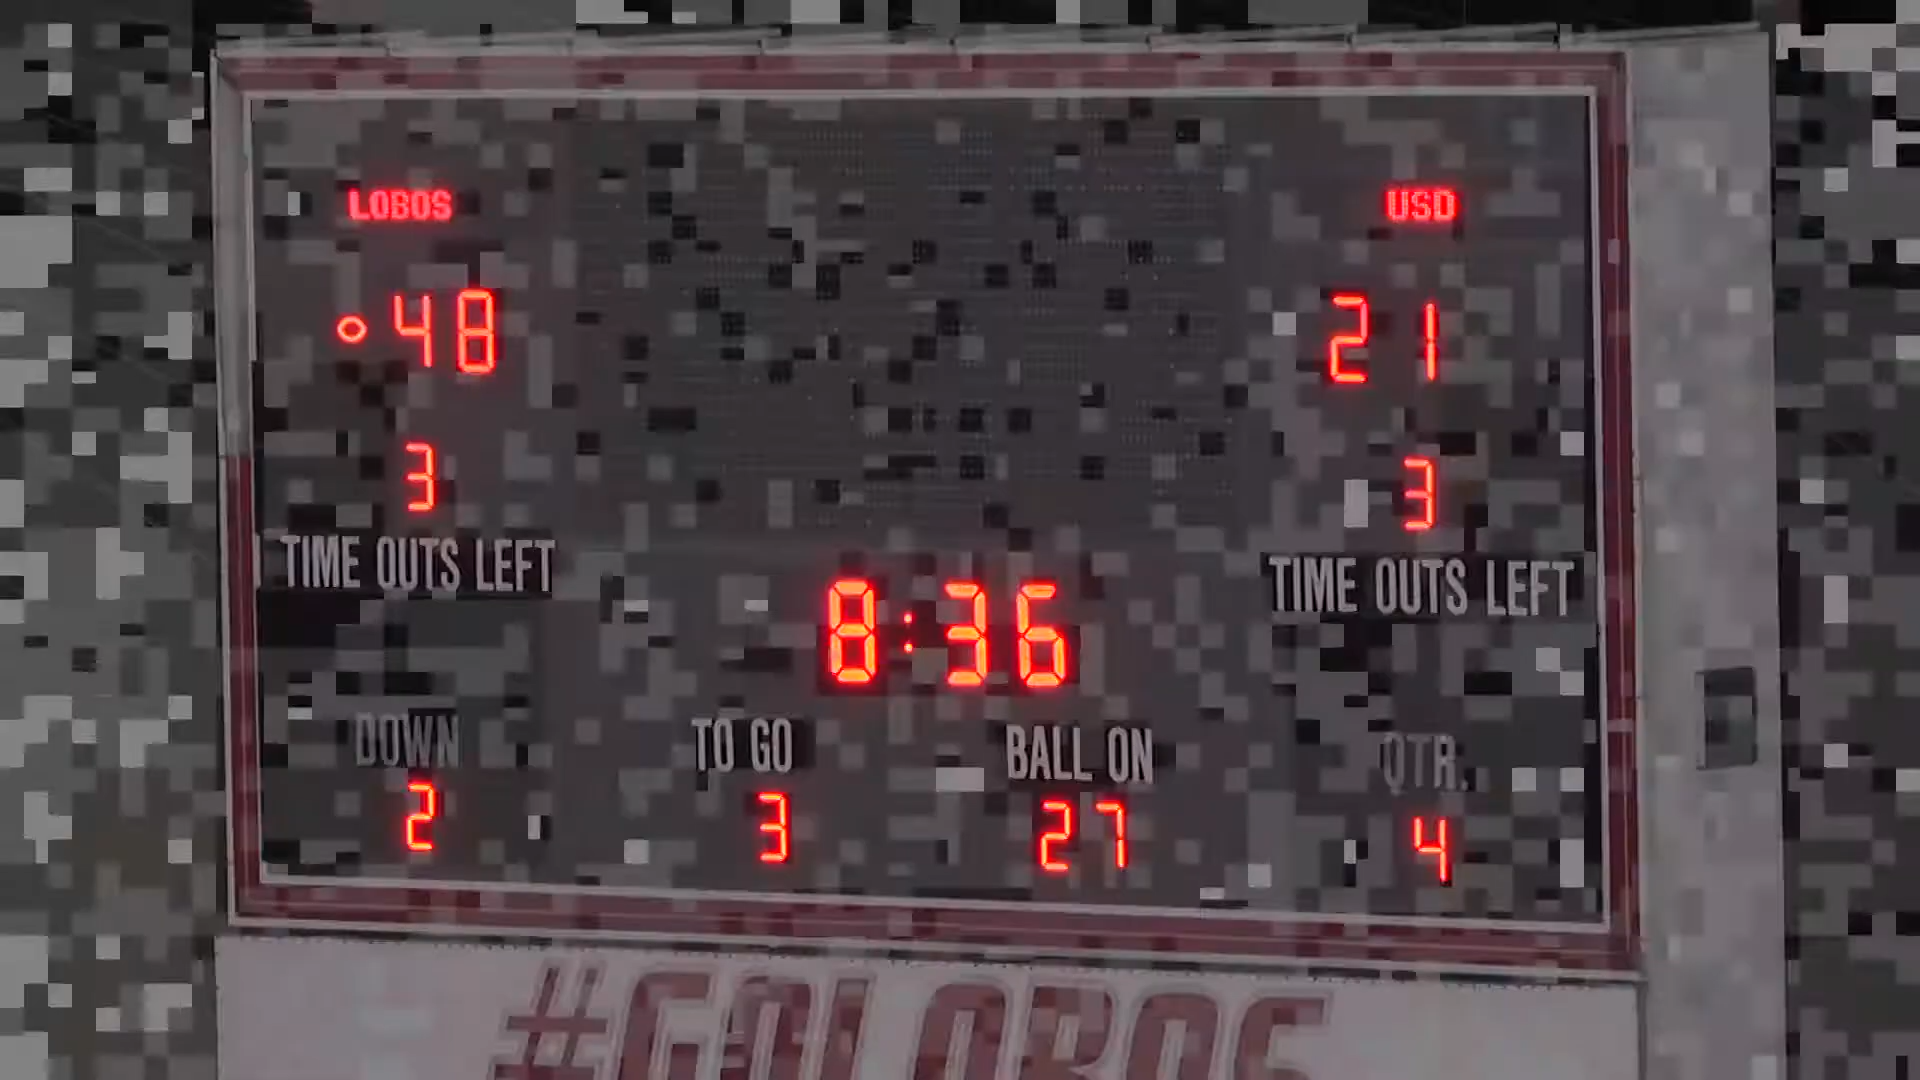 LOBOS USD
48 21
3 3
TIME OUTS LEFT TIME OUTS LEFT
8:36
DOWN TO GO BALL ON QTR.
2 3 27 4
#GOLOBOS